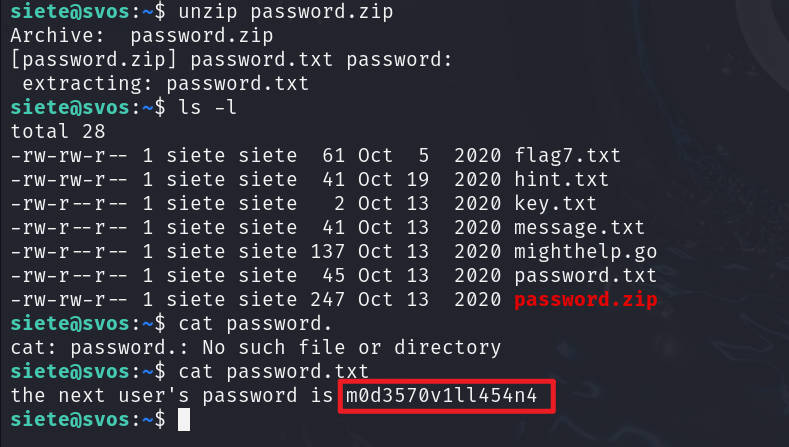 siete@svos:~$ unzip password.zip
Archive:  password.zip
[password.zip] password.txt password:
 extracting: password.txt
siete@svos:~$ ls -l
total 28
-rw-rw-r-- 1 siete siete  61 Oct  5  2020 flag7.txt
-rw-rw-r-- 1 siete siete  41 Oct 19  2020 hint.txt
-rw-rw-r-- 1 siete siete   2 Oct 13  2020 key.txt
-rw-rw-r-- 1 siete siete  41 Oct 13  2020 message.txt
-rw-r--r-- 1 siete siete 137 Oct 13  2020 mighthelp.go
-rw-r--r-- 1 siete siete  45 Oct 13  2020 password.txt
-rw-rw-r-- 1 siete siete 247 Oct 13  2020 password.zip
siete@svos:~$ cat password.
cat: password.: No such file or directory
siete@svos:~$ cat password.txt
the next user's password is m0d3570v1ll454n4
siete@svos:~$